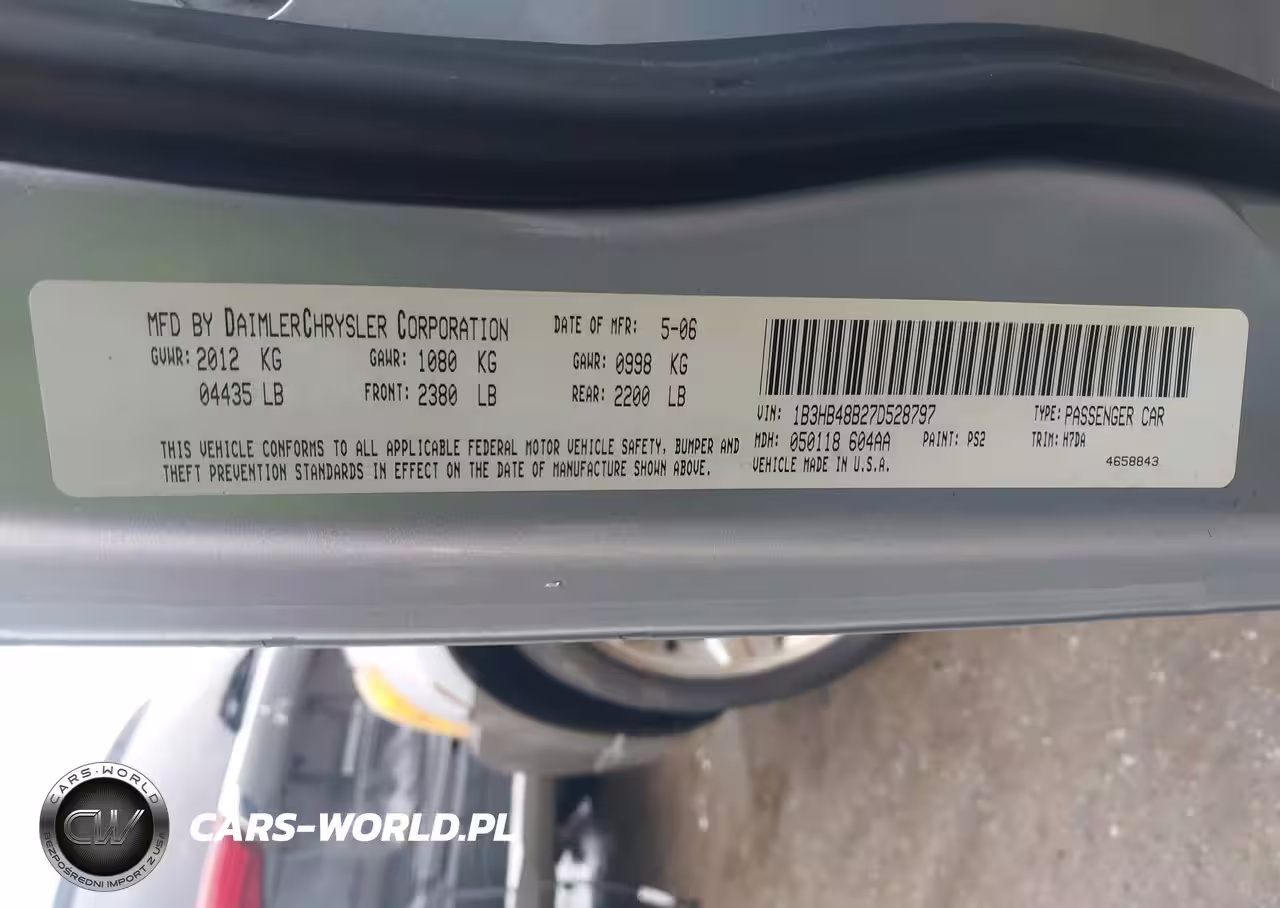 MFD BY DAIMLERCHRYSLER CORPORATION DATE OF MFR: 5-06
GVWR: 2012 KG GAWR: 1080 KG GAWR: 0998 KG
04435 LB FRONT: 2380 LB REAR: 2200 LB
THIS VEHICLE CONFORMS TO ALL APPLICABLE FEDERAL MOTOR VEHICLE SAFETY, BUMPER AND
THEFT PREVENTION STANDARDS IN EFFECT ON THE DATE OF MANUFACTURE SHOWN ABOVE.
VIN: 1B3HB48B27D528797 TYPE: PASSENGER CAR
MDH: 050118 604AA PAINT: PS2 TRIM: H7DA
VEHICLE MADE IN U.S.A. 4658843
CARS-WORLD
CW
BEZPOŚREDNI IMPORT Z USA
CARS-WORLD.PL